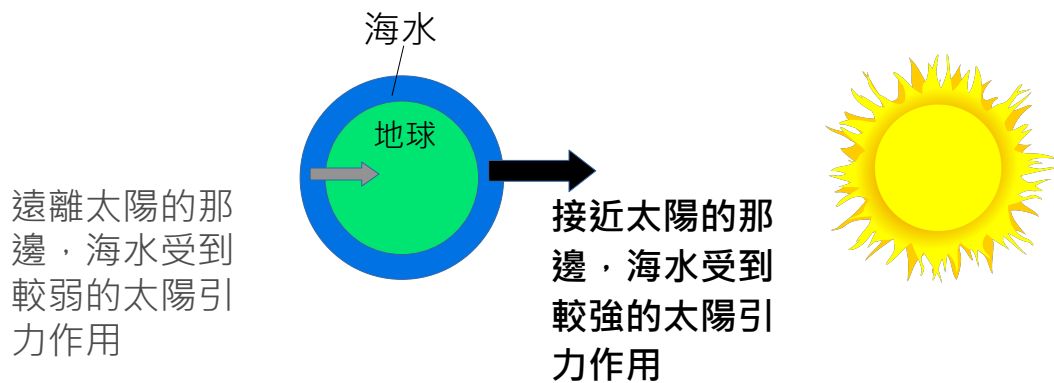 海水
地球
遠離太陽的那
邊，海水受到
較弱的太陽引
力作用
接近太陽的那
邊，海水受到
較強的太陽引
力作用